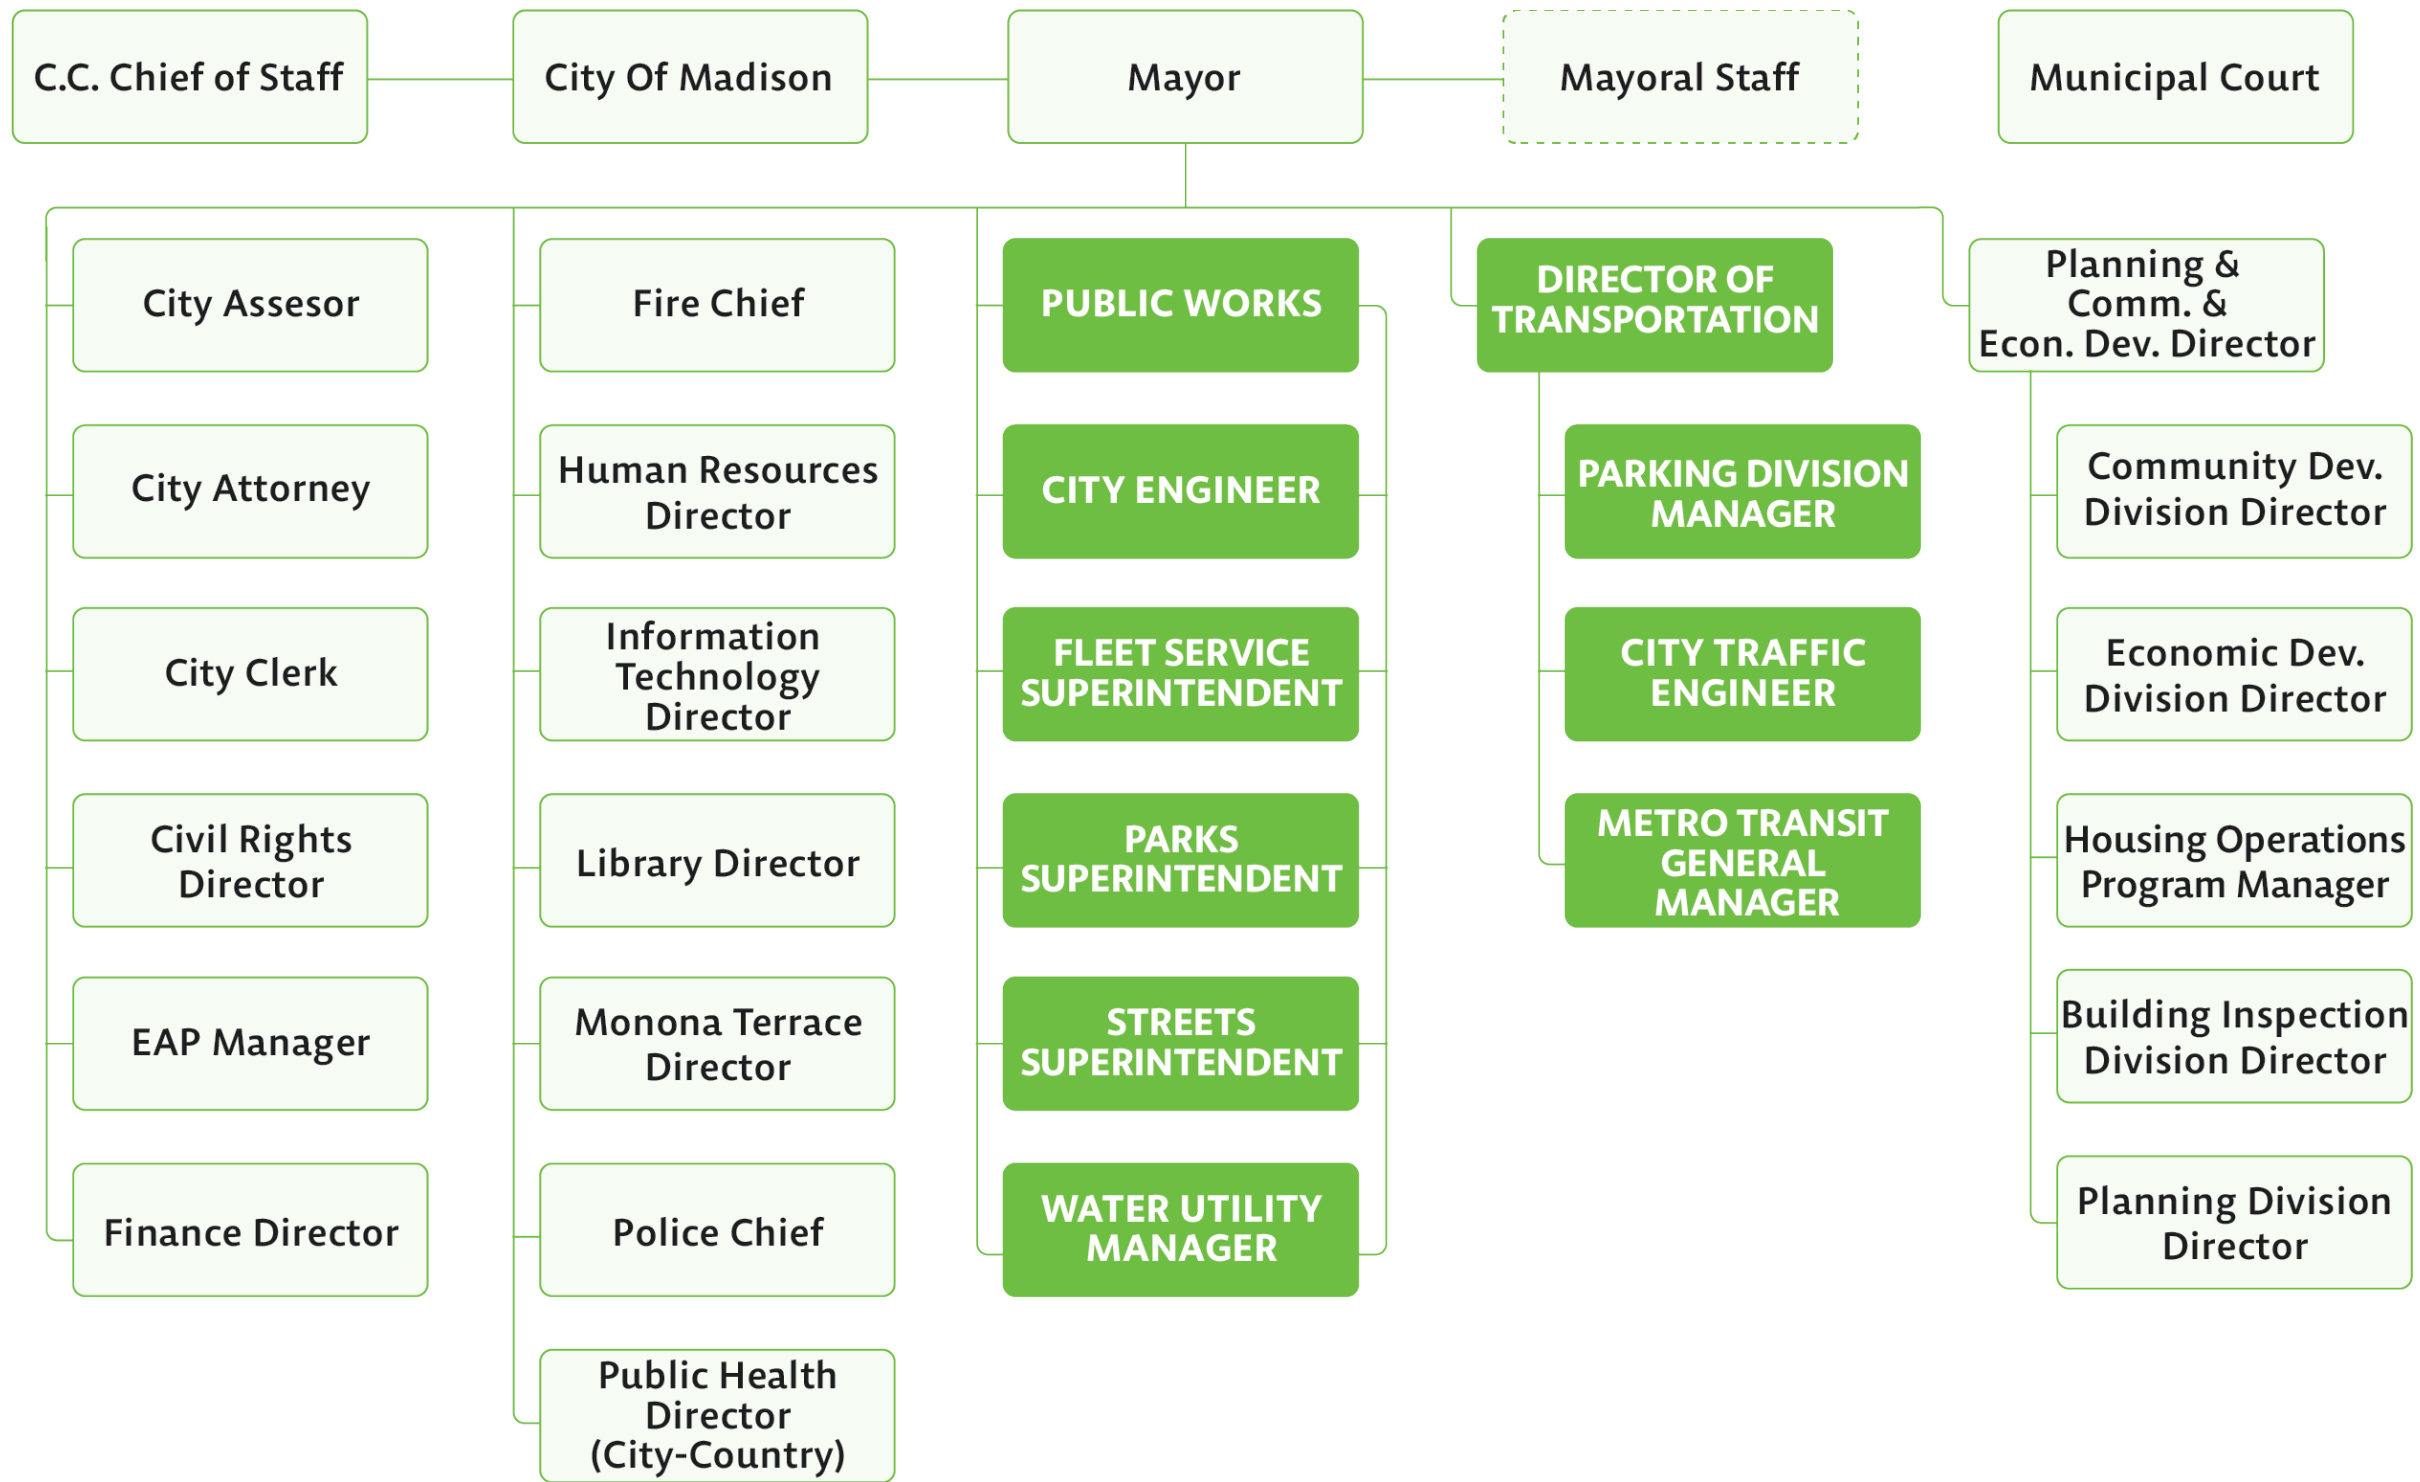 C.C. Chief of Staff
City Of Madison
Mayor
Mayoral Staff
Municipal Court
City Assesor
City Attorney
City Clerk
Civil Rights
Director
EAP Manager
Finance Director
Fire Chief
Human Resources
Director
Information
Technology
Director
Library Director
Monona Terrace
Director
Police Chief
Public Health
Director
(City-Country)
PUBLIC WORKS
CITY ENGINEER
FLEET SERVICE
SUPERINTENDENT
PARKS
SUPERINTENDENT
STREETS
SUPERINTENDENT
WATER UTILITY
MANAGER
DIRECTOR OF
TRANSPORTATION
PARKING DIVISION
MANAGER
CITY TRAFFIC
ENGINEER
METRO TRANSIT
GENERAL
MANAGER
Planning &
Comm. &
Econ. Dev. Director
Community Dev.
Division Director
Economic Dev.
Division Director
Housing Operations
Program Manager
Building Inspection
Division Director
Planning Division
Director